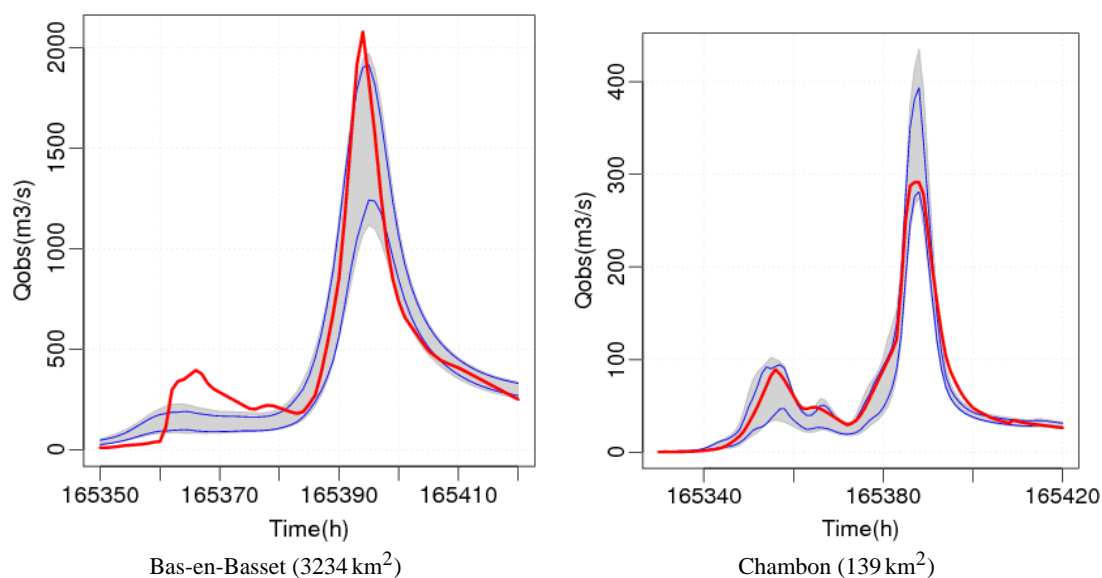 Qobs(m3/s)
2000
1500
1000
500
0
165350
165370
165390
165410
Time(h)
Bas-en-Basset (3234 km²)
Qobs(m3/s)
400
300
200
100
0
165340
165380
165420
Time(h)
Chambon (139 km²)